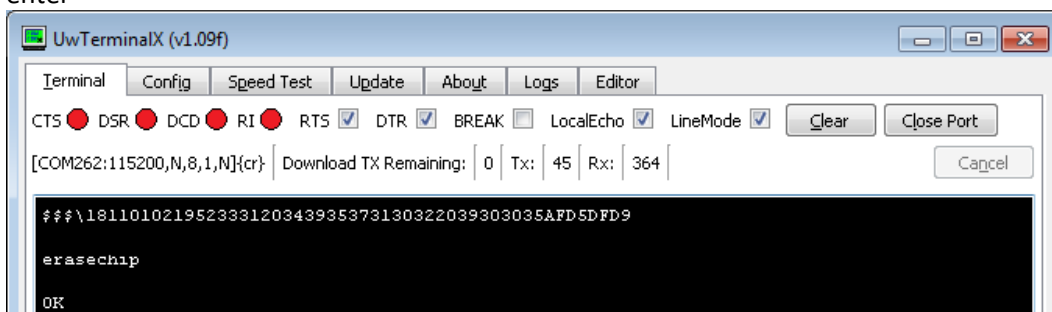 enter
UwTerminalX (v1.09f)
Terminal Config Speed Test Update About Logs Editor
CTS DSR DCD RI RTS DTR BREAK LocalEcho LineMode Clear Close Port
[COM262:115200,N,8,1,N]{cr} Download TX Remaining: 0 Tx: 45 Rx: 364 Cancel
$$$\18110102195233312034393537313032203930303035AFD5DFD9
erasechip
OK